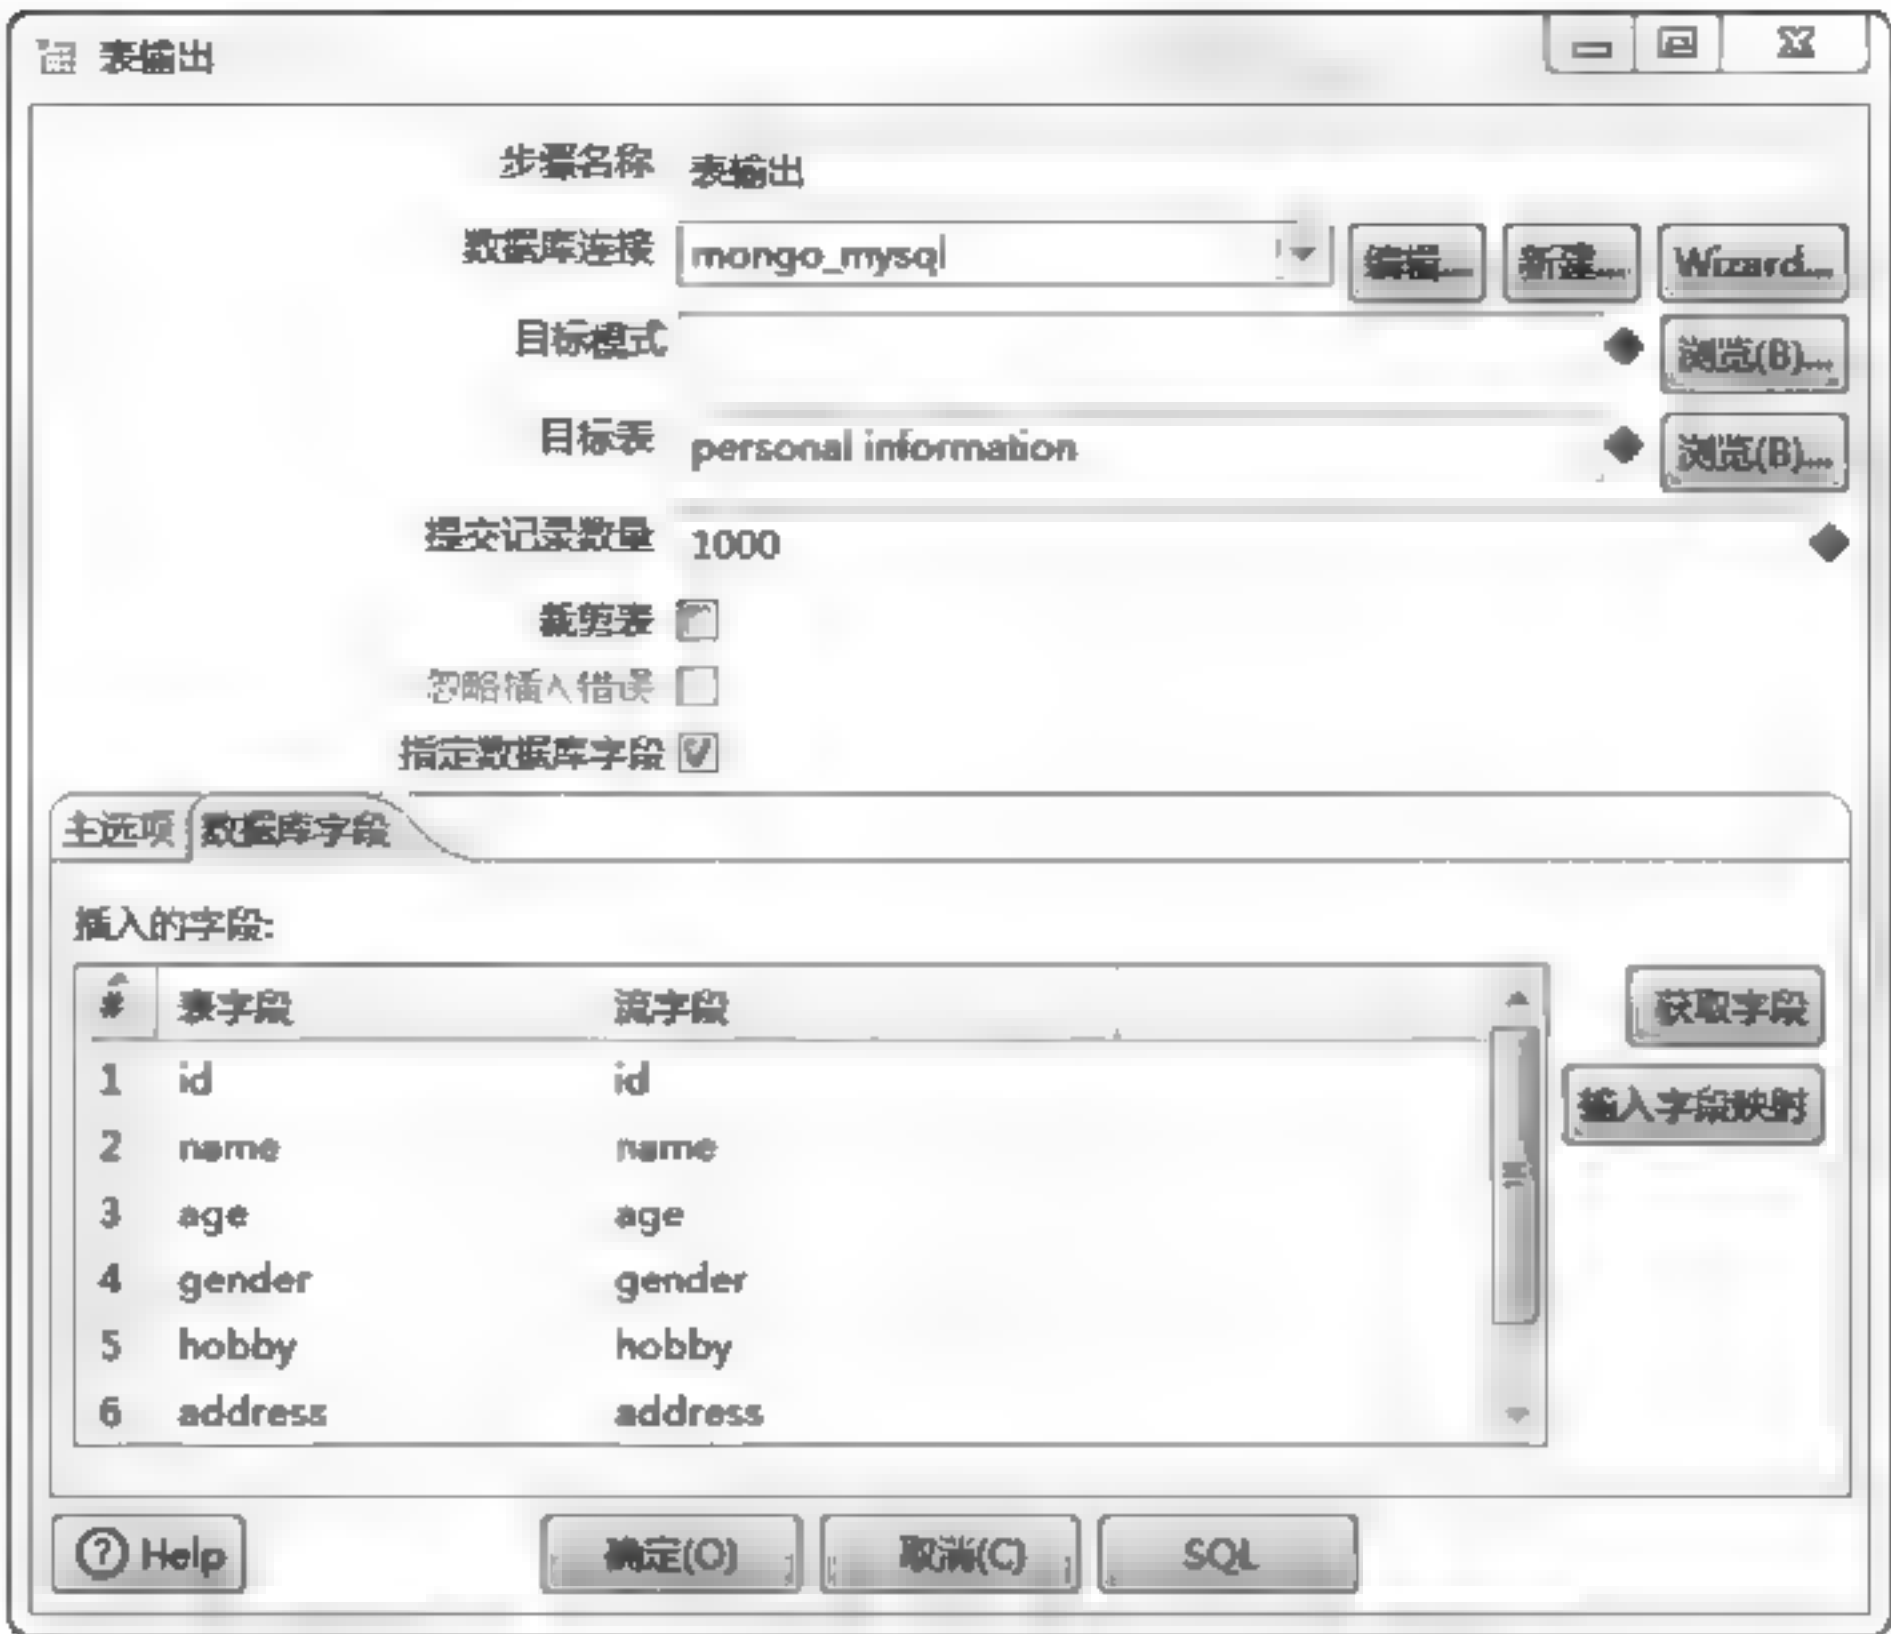 表输出
步骤名称 表输出
数据库连接 mongo_mysql 编辑... 新建... Wizard...
目标模式 浏览(B)...
目标表 personal information 浏览(B)...
提交记录数量 1000
裁剪表
忽略插入错误
指定数据库字段
主选项 数据库字段
插入的字段:
# 表字段 流字段 获取字段
1 id id
插入字段映射
2 name name
3 age age
4 gender gender
5 hobby hobby
6 address address
Help 确定(O) 取消(C) SQL